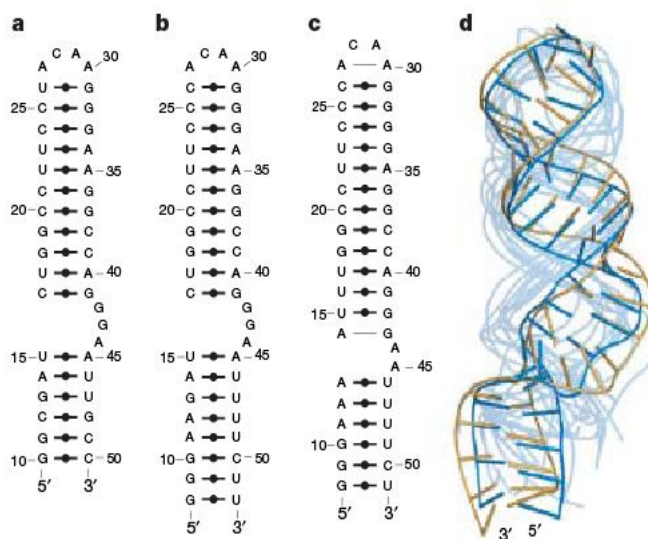 a
C A
A A –30
U G
25– C G
C G
U A
U A –35
C G
20– C G
G C
G C
U A –40
C G
G
G
A
15– U A –45
A U
G U
C G
G C
10– G C –50
5′ 3′
b
C A
A A –30
C G
25– C G
C G
U A
U A –35
C G
20– C G
G C
G C
U A –40
C G
G
G
A
15– U A –45
A U
G U
A U
A U
10– G C –50
G U
G U
5′ 3′
c
C A
A A –30
C G
25– C G
C G
U A
U A –35
C G
20– C G
G C
G C
U A –40
U G
15– U G
A G
A
A –45
A U
A U
A U
10– G U
G C –50
G U
5′ 3′
d
3′ 5′